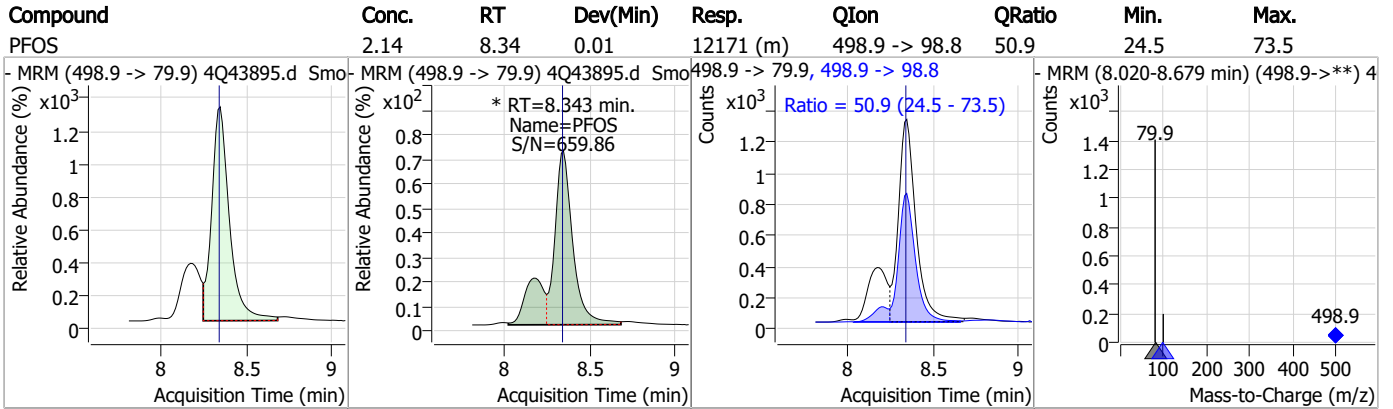 Compound Conc. RT Dev(Min) Resp. QIon QRatio Min. Max.
PFOS 2.14 8.34 0.01 12171 (m) 498.9 -> 98.8 50.9 24.5 73.5
- MRM (498.9 -> 79.9) 4Q43895.d Smo
Relative Abundance (%)
x10³
1.2
1
0.8
0.6
0.4
0.2
0
8 8.5 9
Acquisition Time (min)
- MRM (498.9 -> 79.9) 4Q43895.d Smo
Relative Abundance (%)
x10²
* RT=8.343 min.
Name=PFOS
S/N=659.86
0.8
0.7
0.6
0.5
0.4
0.3
0.2
0.1
0
8 8.5 9
Acquisition Time (min)
498.9 -> 79.9, 498.9 -> 98.8
Counts
x10³
Ratio = 50.9 (24.5 - 73.5)
1.2
1
0.8
0.6
0.4
0.2
0
8 8.5 9
Acquisition Time (min)
- MRM (8.020-8.679 min) (498.9->**) 4
Counts
x10³
79.9
1.4
1.2
1
0.8
0.6
0.4
0.2
0
498.9
100 200 300 400 500
Mass-to-Charge (m/z)